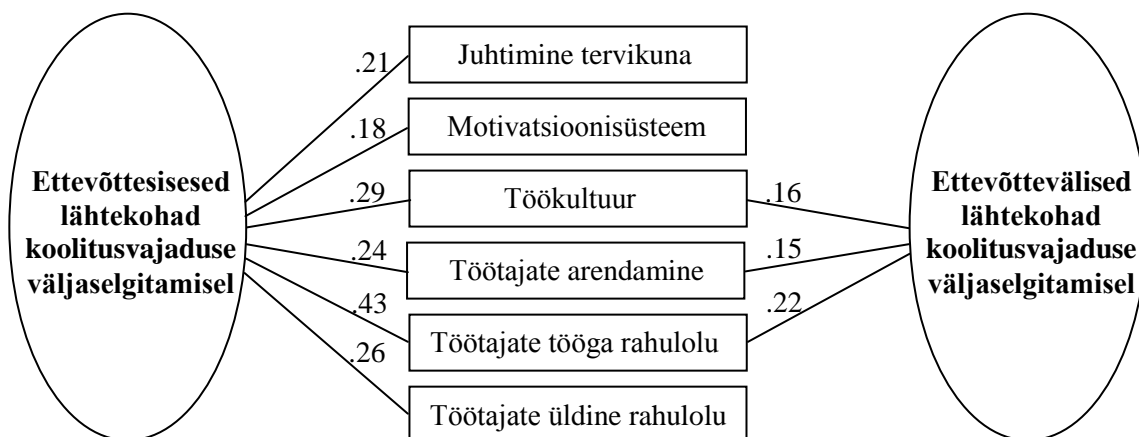 Ettevõttesisesed
lähtekohad
koolitusvajaduse
väljaselgitamisel
.21
.18
.29
.24
.43
.26
Juhtimine tervikuna
Motivatsioonisüsteem
Töökultuur
Töötajate arendamine
Töötajate tööga rahulolu
Töötajate üldine rahulolu
.16
.15
.22
Ettevõttevälised
lähtekohad
koolitusvajaduse
väljaselgitamisel